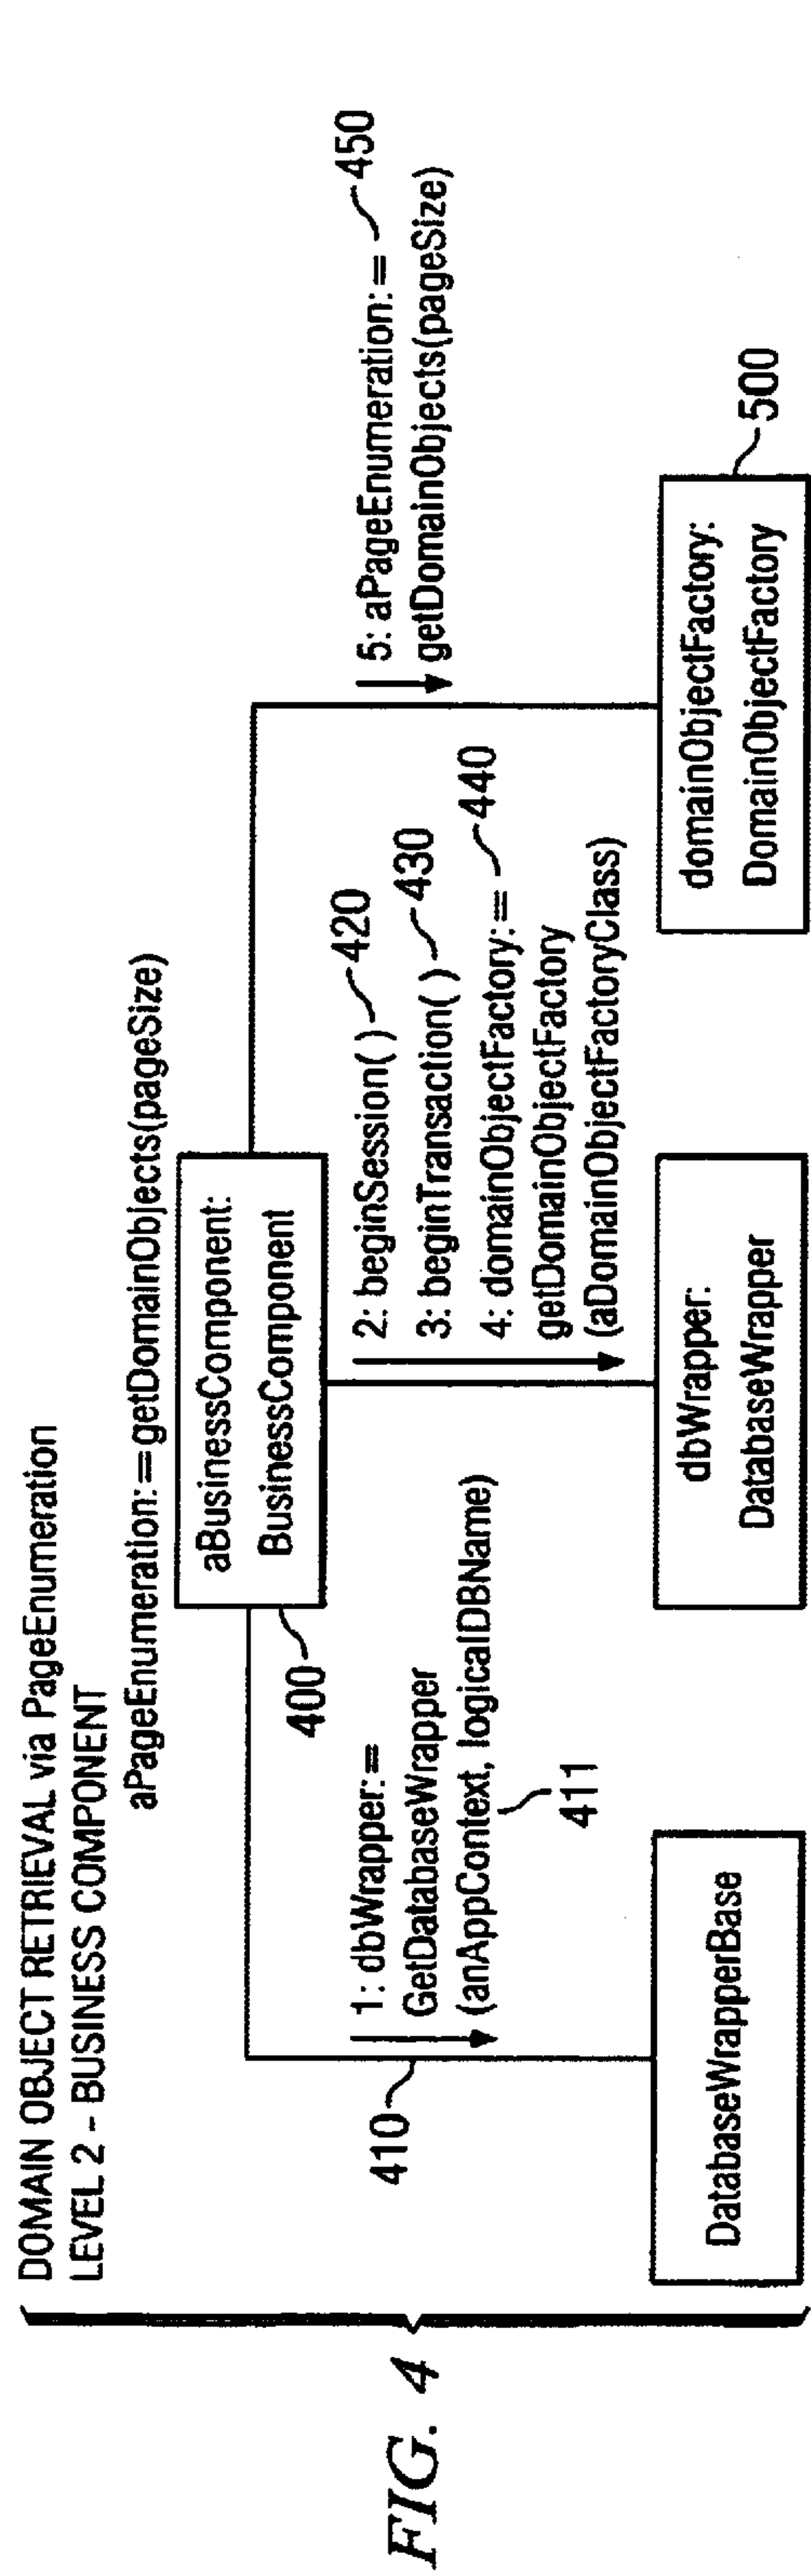 DOMAIN OBJECT RETRIEVAL via PageEnumeration
LEVEL 2 - BUSINESS COMPONENT
aPageEnumeration:=getDomainObjects(pageSize)
aBusinessComponent:
BusinessComponent
400
410
1: dbWrapper:=
GetDatabaseWrapper
(anAppContext, logicalDBName)
411
2: beginSession( )
420
3: beginTransaction( )
430
4: domainObjectFactory:=
440
getDomainObjectFactory
(aDomainObjectFactoryClass)
5: aPageEnumeration:=
450
getDomainObjects(pageSize)
DatabaseWrapperBase
dbWrapper:
DatabaseWrapper
domainObjectFactory:
DomainObjectFactory
500
FIG. 4